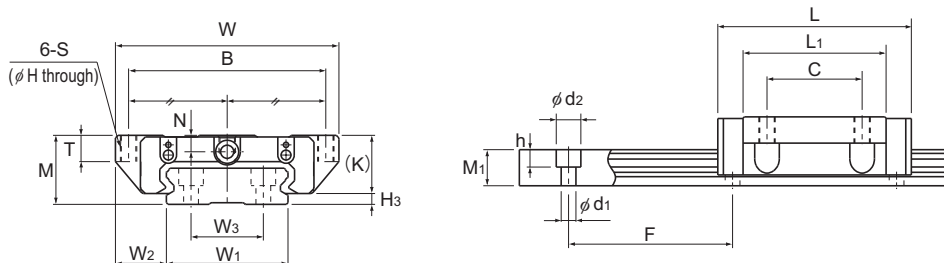 W
6-S
(φH through)
B
N
T
M
(K)
H3
W3
W2
W1
L
L1
C
φd2
h
M1
φd1
F